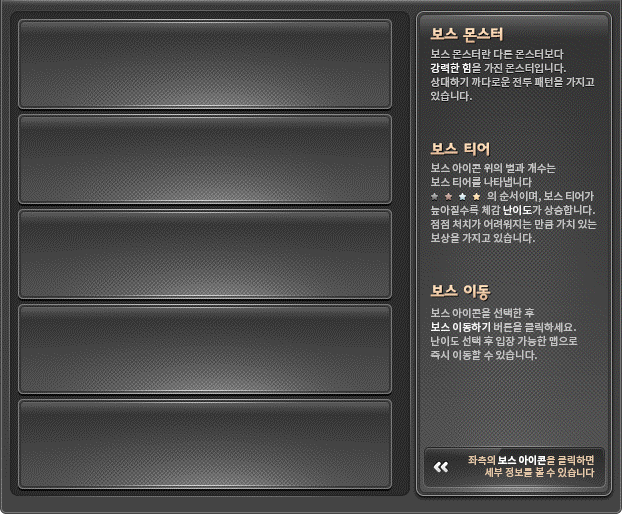 보스 몬스터
보스 몬스터란 다른 몬스터보다
강력한 힘을 가진 몬스터입니다.
상대하기 까다로운 전투 패턴을 가지고
있습니다.
보스 티어
보스 아이콘 위의 별과 개수는
보스 티어를 나타냅니다
★ ★ ★ ★ 의 순서이며, 보스 티어가
높아질수록 체감 난이도가 상승합니다.
점점 처치가 어려워지는 만큼 가치 있는
보상을 가지고 있습니다.
보스 이동
보스 아이콘을 선택한 후
보스 이동하기 버튼을 클릭하세요.
난이도 선택 후 입장 가능한 맵으로
즉시 이동할 수 있습니다.
좌측의 보스 아이콘을 클릭하면
세부 정보를 볼 수 있습니다